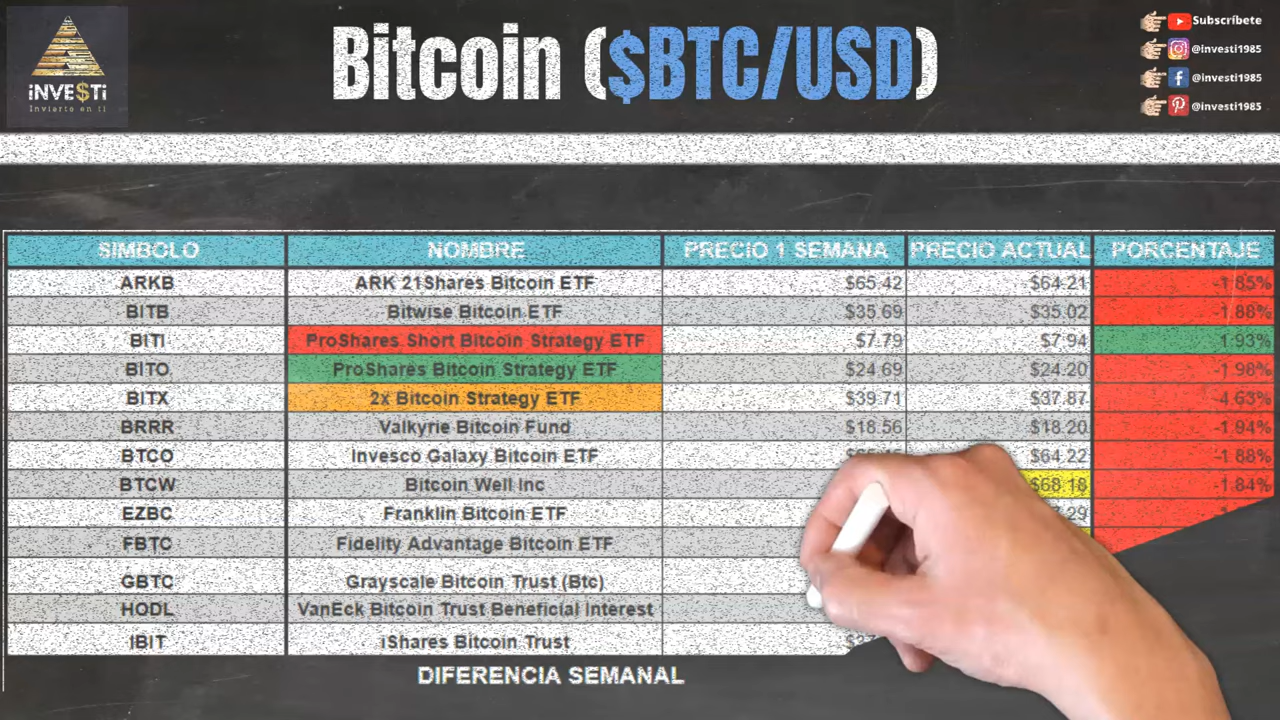 Bitcoin ($BTC/USD)
INVE$Ti
Invierto en ti
Subscríbete
@investi1985
@investi1985
@investi1985
SIMBOLO NOMBRE PRECIO 1 SEMANA PRECIO ACTUAL PORCENTAJE
ARKB ARK 21Shares Bitcoin ETF $65.42 $64.21 -1.85%
BITB Bitwise Bitcoin ETF $35.69 $35.02 -1.88%
BITI ProShares Short Bitcoin Strategy ETF $7.79 $7.94 1.93%
BITO ProShares Bitcoin Strategy ETF $24.69 $24.20 -1.98%
BITX 2x Bitcoin Strategy ETF $39.71 $37.87 -4.63%
BRRR Valkyrie Bitcoin Fund $18.56 $18.20 -1.94%
BTCO Invesco Galaxy Bitcoin ETF $64.22 -1.88%
BTCW Bitcoin Well Inc $68.18 -1.84%
EZBC Franklin Bitcoin ETF
FBTC Fidelity Advantage Bitcoin ETF
GBTC Grayscale Bitcoin Trust (Btc)
HODL VanEck Bitcoin Trust Beneficial Interest
IBIT iShares Bitcoin Trust
DIFERENCIA SEMANAL